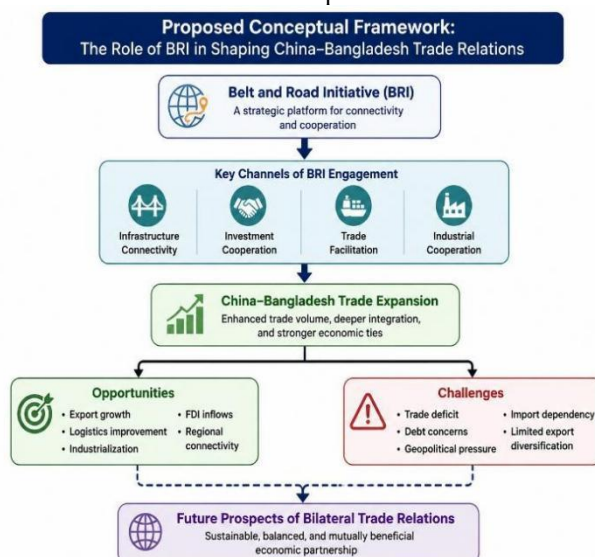 Proposed Conceptual Framework:
The Role of BRI in Shaping China–Bangladesh Trade Relations
Belt and Road Initiative (BRI)
A strategic platform for connectivity
and cooperation
Key Channels of BRI Engagement
Infrastructure
Connectivity
Investment
Cooperation
Trade
Facilitation
Industrial
Cooperation
China–Bangladesh Trade Expansion
Enhanced trade volume, deeper integration,
and stronger economic ties
Opportunities
• Export growth
• Logistics improvement
• Industrialization
• FDI inflows
• Regional
connectivity
Challenges
• Trade deficit
• Debt concerns
• Geopolitical pressure
• Import dependency
• Limited export
diversification
Future Prospects of Bilateral Trade Relations
Sustainable, balanced, and mutually beneficial
economic partnership